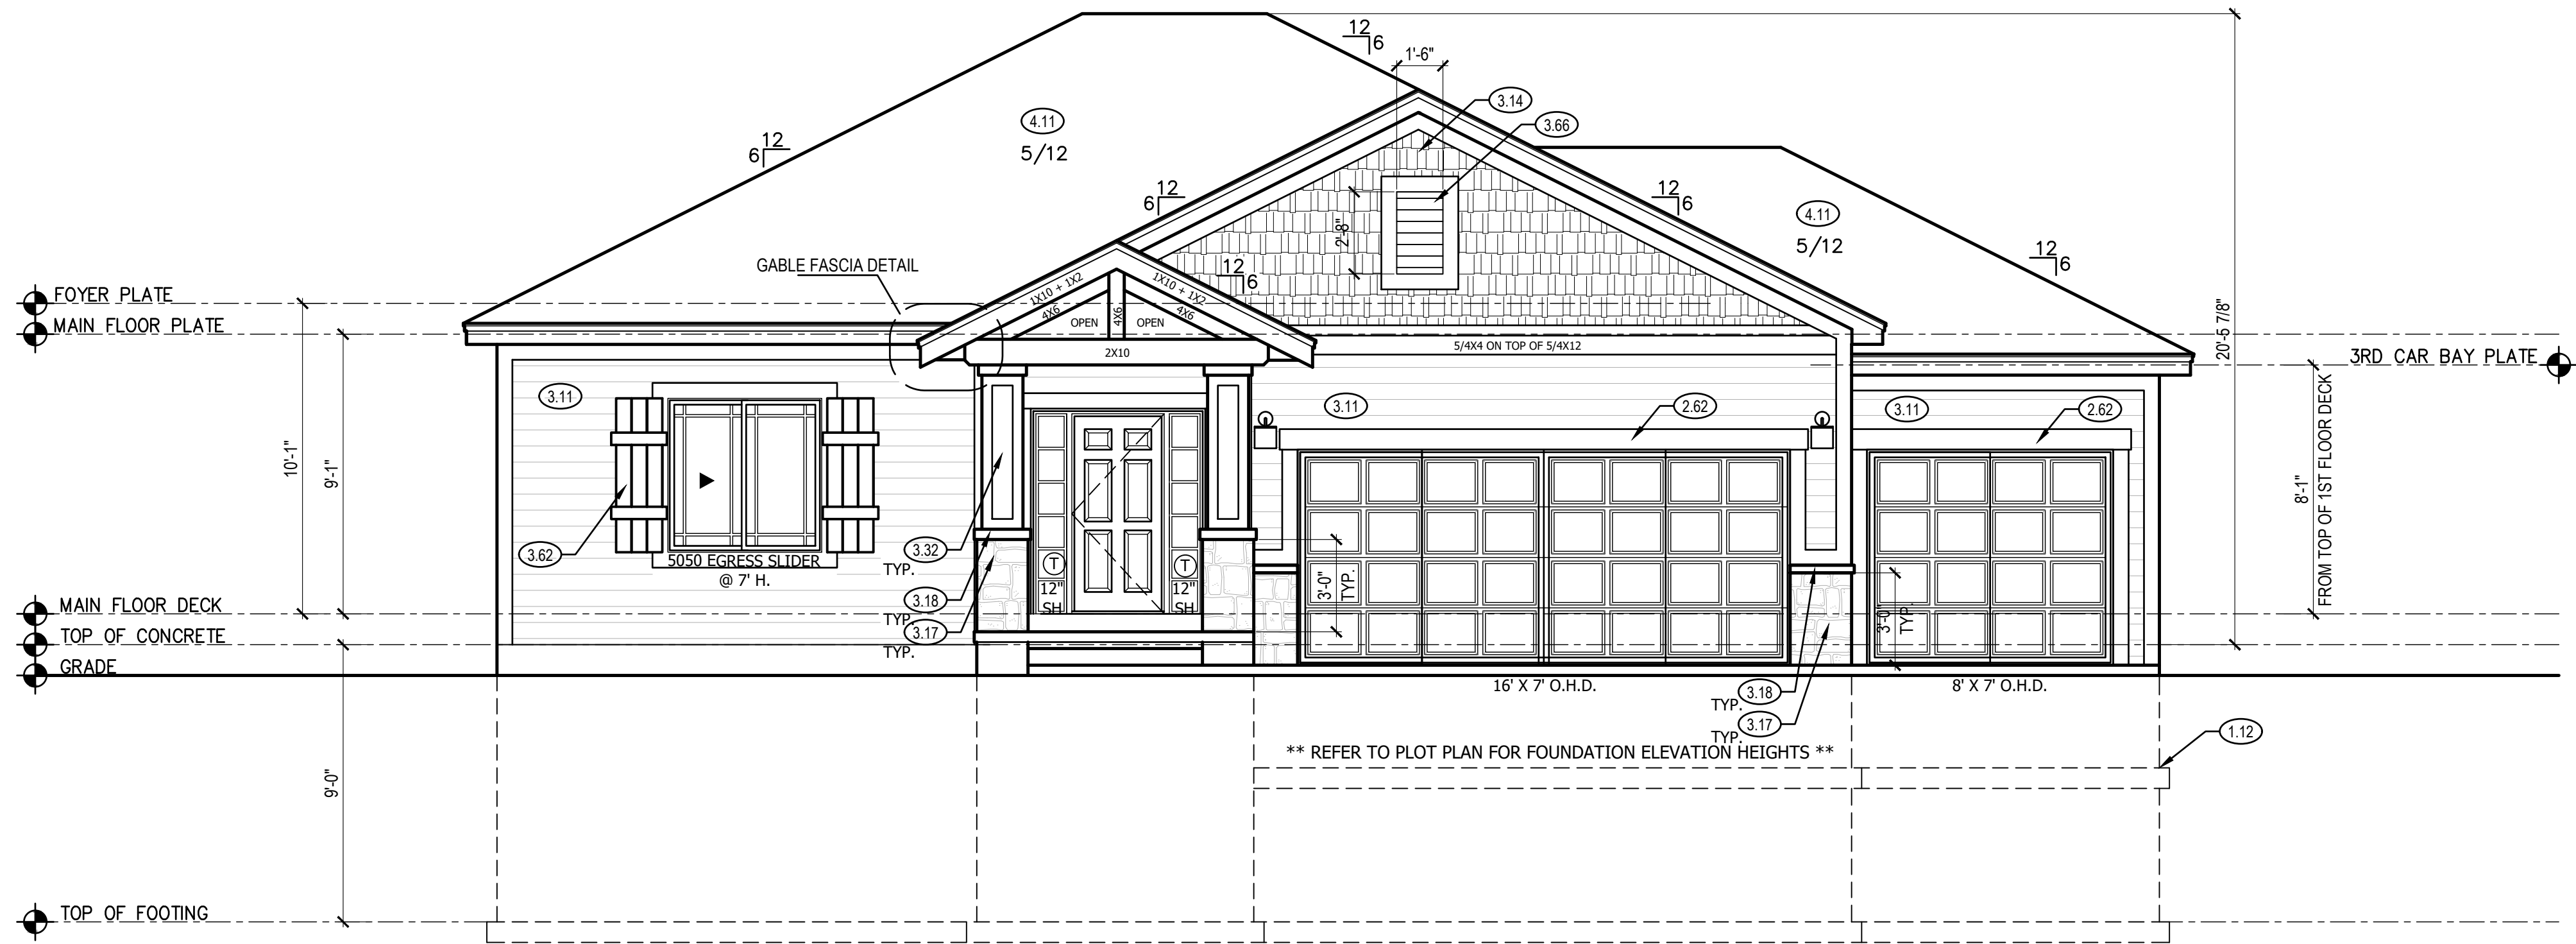 12
6
1'-6"
3.14
3.66
4.11
5/12
12
6
12
6
12
6
4.11
5/12
12
6
2'-8"
12
6
GABLE FASCIA DETAIL
1X10 + 1X2
1X10 + 1X2
4X6
4X6
4X6
OPEN
OPEN
2X10
5/4X4 ON TOP OF 5/4X12
FOYER PLATE
MAIN FLOOR PLATE
3RD CAR BAY PLATE
20'-5 7/8"
10'-1"
9'-1"
8'-1"
FROM TOP OF 1ST FLOOR DECK
3.11
3.11
2.62
3.11
2.62
3.62
5050 EGRESS SLIDER
@ 7' H.
3.32
TYP.
3.18
TYP.
3.17
TYP.
T
12"
SH
T
12"
SH
3'-0"
TYP.
3'-0"
TYP.
MAIN FLOOR DECK
TOP OF CONCRETE
GRADE
16' X 7' O.H.D.
8' X 7' O.H.D.
3.18
TYP.
3.17
TYP.
** REFER TO PLOT PLAN FOR FOUNDATION ELEVATION HEIGHTS **
1.12
9'-0"
TOP OF FOOTING